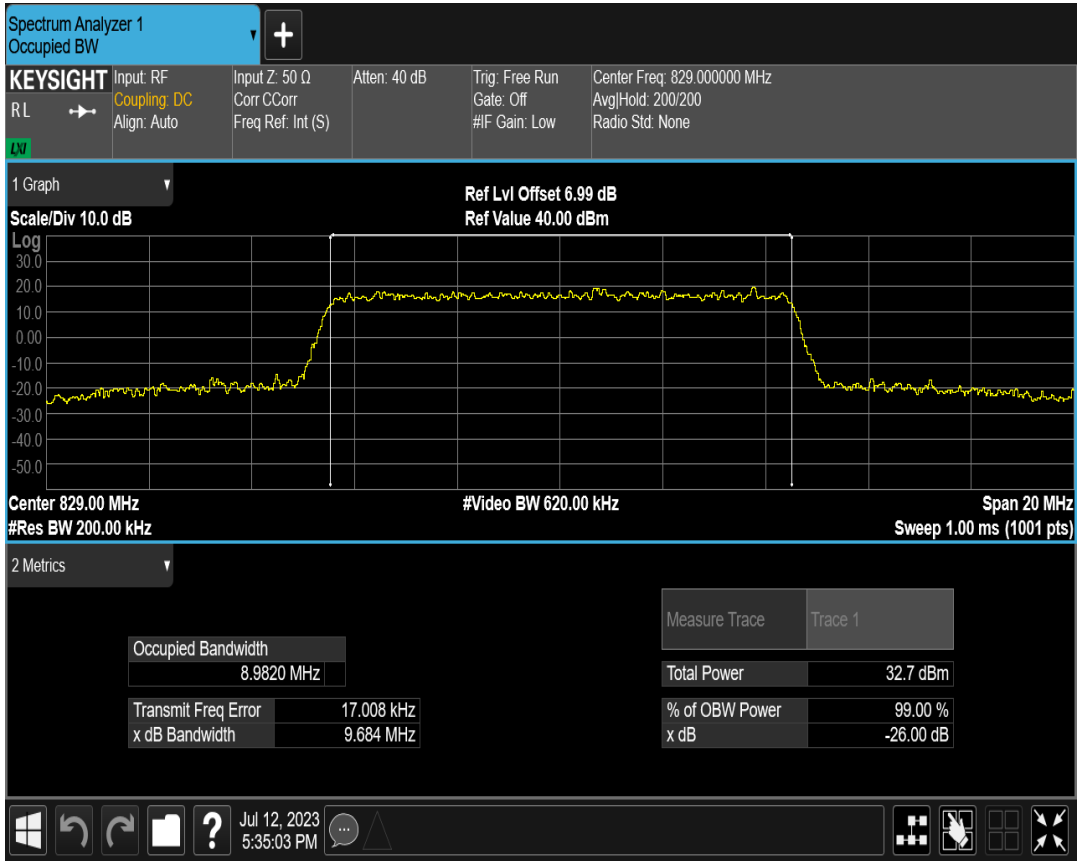 Spectrum Analyzer 1
Occupied BW
+
KEYSIGHT
R L
LXI
Input: RF
Coupling: DC
Align: Auto
Input Z: 50 Ω
Corr CCorr
Freq Ref: Int (S)
Atten: 40 dB
Trig: Free Run
Gate: Off
#IF Gain: Low
Center Freq: 829.000000 MHz
Avg|Hold: 200/200
Radio Std: None
1 Graph
Scale/Div 10.0 dB
Ref Lvl Offset 6.99 dB
Ref Value 40.00 dBm
Log
30.0
20.0
10.0
0.00
-10.0
-20.0
-30.0
-40.0
-50.0
Center 829.00 MHz
#Res BW 200.00 kHz
#Video BW 620.00 kHz
Span 20 MHz
Sweep 1.00 ms (1001 pts)
2 Metrics
Occupied Bandwidth
8.9820 MHz
Transmit Freq Error 17.008 kHz
x dB Bandwidth 9.684 MHz
Measure Trace Trace 1
Total Power 32.7 dBm
% of OBW Power 99.00 %
x dB -26.00 dB
?
Jul 12, 2023
5:35:03 PM
...